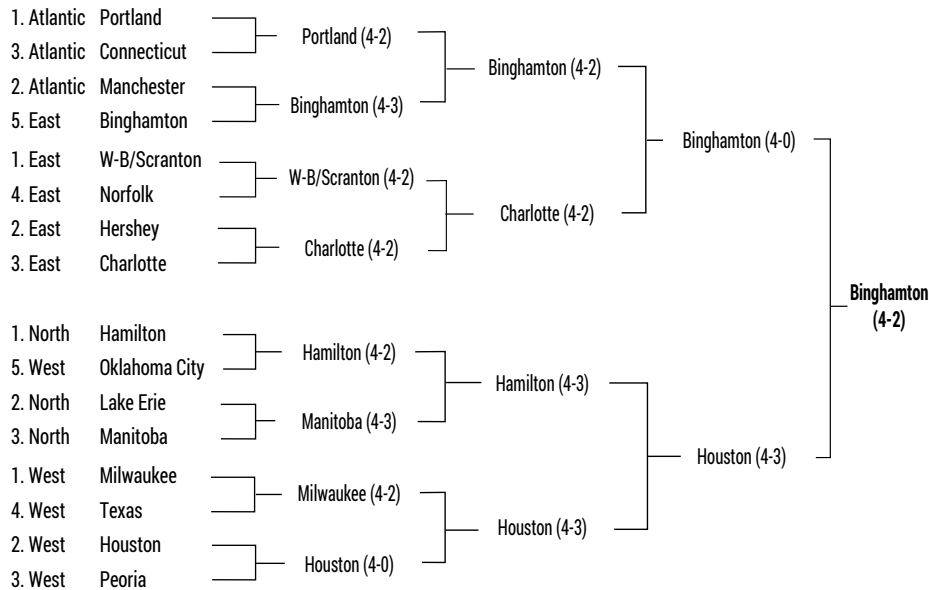 1. Atlantic Portland
3. Atlantic Connecticut
Portland (4-2)
2. Atlantic Manchester
5. East Binghamton
Binghamton (4-3)
Binghamton (4-2)
1. East W-B/Scranton
4. East Norfolk
W-B/Scranton (4-2)
2. East Hershey
3. East Charlotte
Charlotte (4-2)
Charlotte (4-2)
Binghamton (4-0)
1. North Hamilton
5. West Oklahoma City
Hamilton (4-2)
2. North Lake Erie
3. North Manitoba
Manitoba (4-3)
Hamilton (4-3)
1. West Milwaukee
4. West Texas
Milwaukee (4-2)
2. West Houston
3. West Peoria
Houston (4-0)
Houston (4-3)
Houston (4-3)
Binghamton
(4-2)